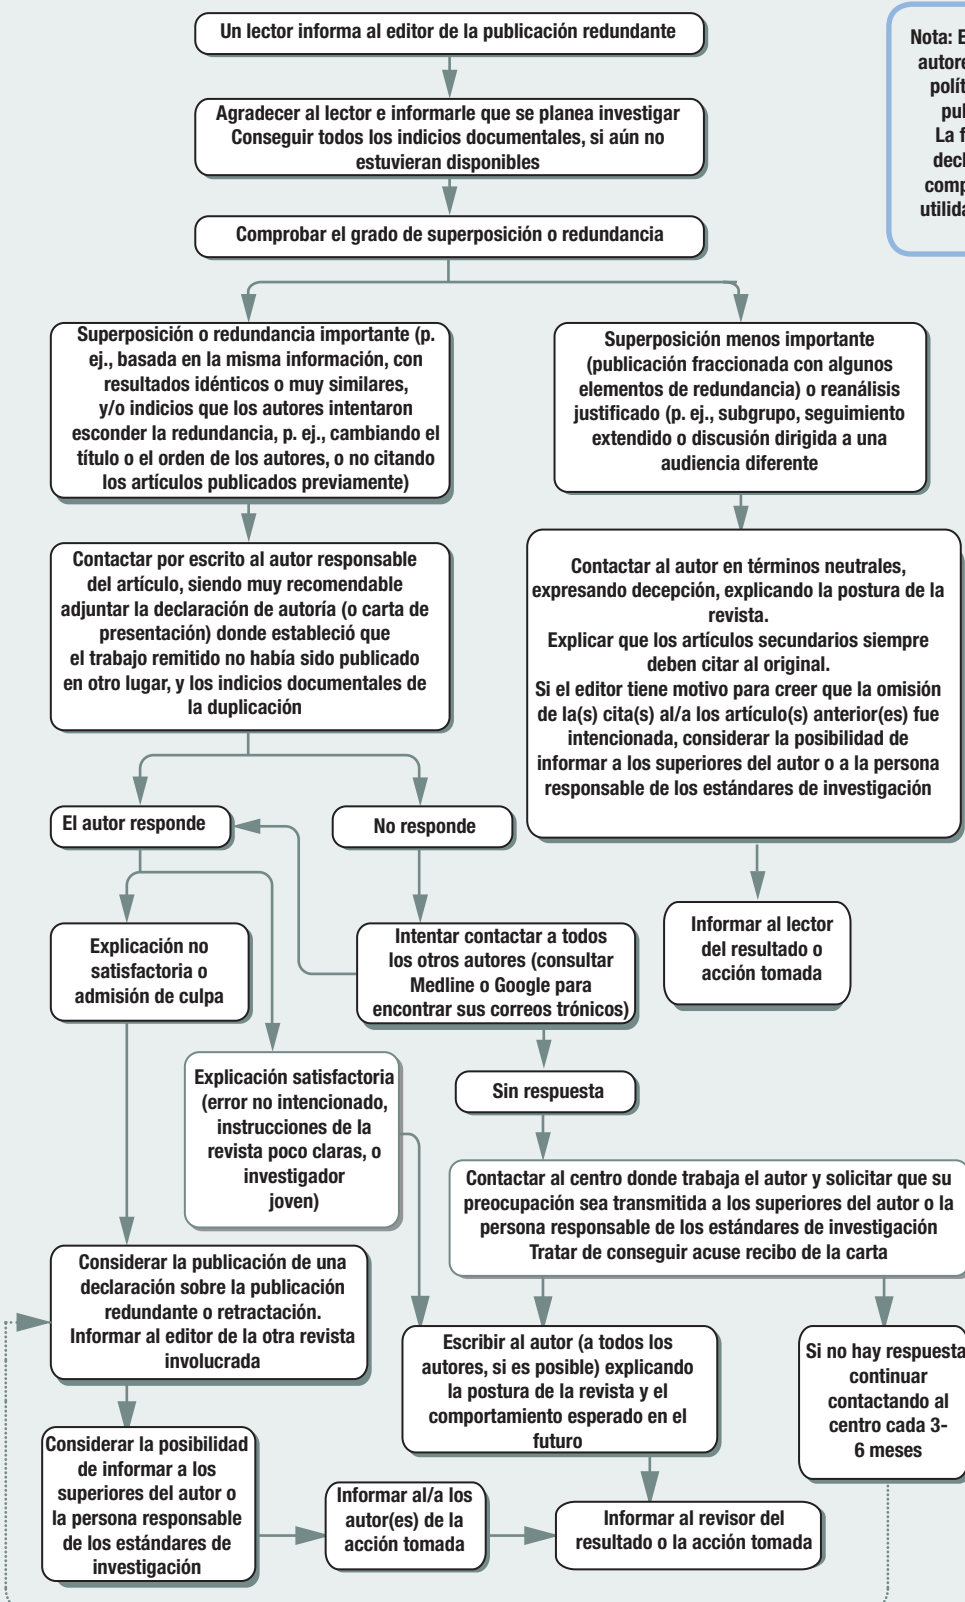 Un lector informa al editor de la publicación redundante
Agradecer al lector e informarle que se planea investigar
Conseguir todos los indicios documentales, si aún no
estuvieran disponibles
Comprobar el grado de superposición o redundancia
Nota:
La
Superposición o redundancia importante (p.
ej., basada en la misma información, con
resultados idénticos o muy similares,
y/o indicios que los autores intentaron
esconder la redundancia, p. ej., cambiando el
título o el orden de los autores, o no citando
los artículos publicados previamente)
Superposición menos importante
(publicación fraccionada con algunos
elementos de redundancia) o reanálisis
justificado (p. ej., subgrupo, seguimiento
extendido o discusión dirigida a una
audiencia diferente
Contactar por escrito al autor responsable
del artículo, siendo muy recomendable
adjuntar la declaración de autoría (o carta de
presentación) donde estableció que
el trabajo remitido no había sido publicado
en otro lugar, y los indicios documentales de
la duplicación
Contactar al autor en términos neutrales,
expresando decepción, explicando la postura de la
revista.
Explicar que los artículos secundarios siempre
deben citar al original.
Si el editor tiene motivo para creer que la omisión
de la(s) cita(s) al/a los artículo(s) anterior(es) fue
intencionada, considerar la posibilidad de
informar a los superiores del autor o a la persona
responsable de los estándares de investigación
El autor responde
No responde
Informar al lector
del resultado o
acción tomada
Explicación no
satisfactoria o
admisión de culpa
Intentar contactar a todos
los otros autores (consultar
Medline o Google para
encontrar sus correos trónicos)
Explicación satisfactoria
(error no intencionado,
instrucciones de la
revista poco claras, o
investigador
joven)
Sin respuesta
Contactar al centro donde trabaja el autor y solicitar que su
preocupación sea transmitida a los superiores del autor o la
persona responsable de los estándares de investigación
Tratar de conseguir acuse recibo de la carta
Considerar la publicación de una
declaración sobre la publicación
redundante o retractación.
Informar al editor de la otra revista
involucrada
Escribir al autor (a todos los
autores, si es posible) explicando
la postura de la revista y el
comportamiento esperado en el
futuro
Si no hay respuesta
continuar
contactando al
centro cada 3-
6 meses
Considerar la posibilidad
de informar a los
superiores del autor o
la persona responsable
de los estándares de
investigación
Informar al/a los
autor(es) de la
acción tomada
Informar al revisor del
resultado o la acción tomada